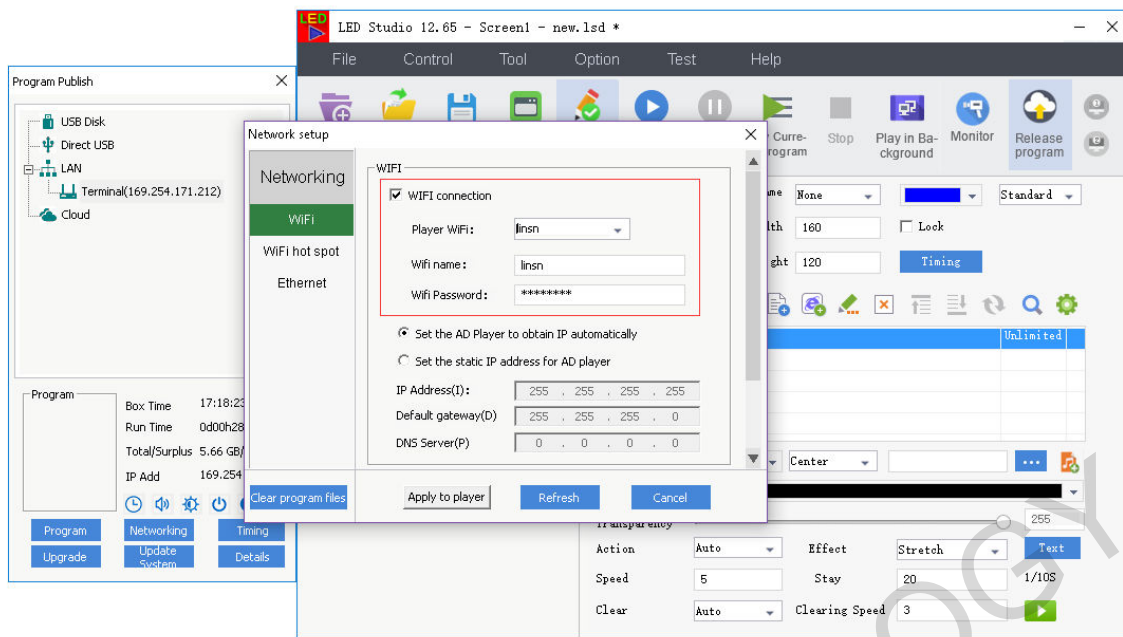 LED
LED Studio 12.65 - Screen1 - new.lsd *
File Control Tool Option Test Help
Program Publish
USB Disk
Direct USB
LAN
Terminal(169.254.171.212)
Cloud
Program
Box Time 17:18:23
Run Time 0d00h28
Total/Surplus 5.66 GB/
IP Add 169.254
Program Networking Timing
Upgrade Update System Details
Network setup
Networking
WiFi
WiFi hot spot
Ethernet
WIFI
WIFI connection
Player WiFi: linsn
Wifi name: linsn
Wifi Password: ********
Set the AD Player to obtain IP automatically
Set the static IP address for AD player
IP Address(I): 255 . 255 . 255 . 255
Default gateway(D) 255 . 255 . 255 . 0
DNS Server(P) 0 . 0 . 0 . 0
Clear program files Apply to player Refresh Cancel
Curre-
rogram
Stop
Play in Ba-
ckground
Monitor
Release
program
me None Standard
lth 160 Lock
ght 120 Timing
Unlimited
Center
Transparency 255
Action Auto Effect Stretch Text
Speed 5 Stay 20 1/10S
Clear Auto Clearing Speed 3
OGY